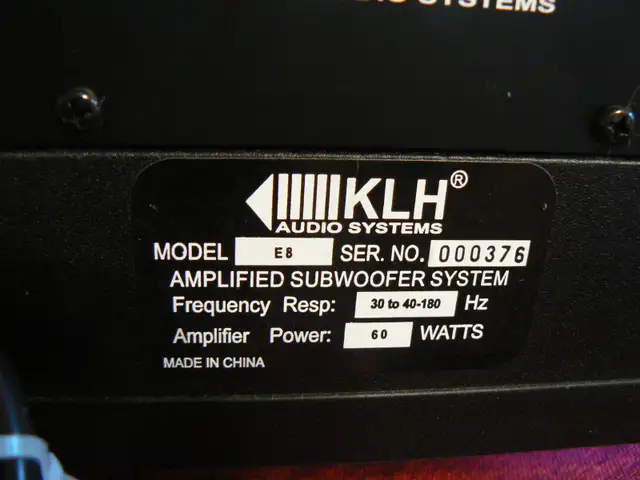 SYSTEMS
KLH®
AUDIO SYSTEMS
MODEL E8 SER. NO. 000376
AMPLIFIED SUBWOOFER SYSTEM
Frequency Resp: 30 to 40-180 Hz
Amplifier Power: 60 WATTS
MADE IN CHINA